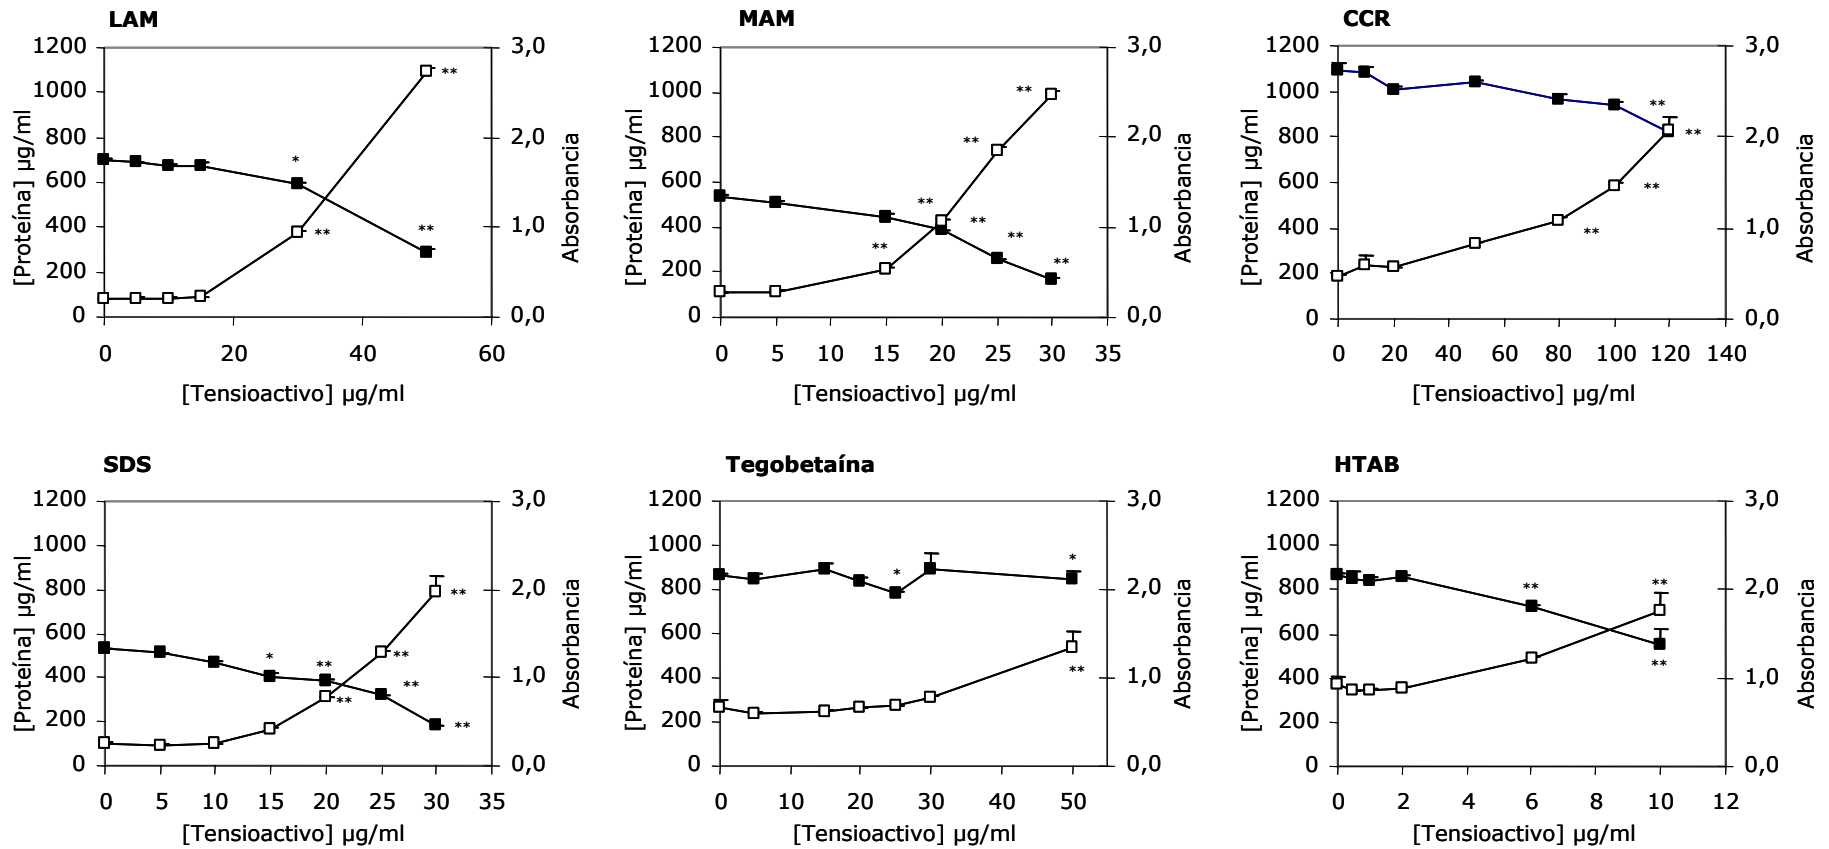 LAM
1200 1000 800 600 400 200 0
[Proteína] µg/ml
3,0 2,0 1,0 0,0
Absorbancia
* ** ** **
0 20 40 60
[Tensioactivo] µg/ml
MAM
1200 1000 800 600 400 200 0
[Proteína] µg/ml
3,0 2,0 1,0 0,0
Absorbancia
** ** ** ** ** ** **
0 5 10 15 20 25 30 35
[Tensioactivo] µg/ml
CCR
1200 1000 800 600 400 200 0
[Proteína] µg/ml
3,0 2,0 1,0 0,0
Absorbancia
** ** ** **
0 20 40 60 80 100 120 140
[Tensioactivo] µg/ml
SDS
1200 1000 800 600 400 200 0
[Proteína] µg/ml
3,0 2,0 1,0 0,0
Absorbancia
* ** ** ** ** ** **
0 5 10 15 20 25 30 35
[Tensioactivo] µg/ml
Tegobetaína
1200 1000 800 600 400 200 0
[Proteína] µg/ml
3,0 2,0 1,0 0,0
Absorbancia
* * **
0 10 20 30 40 50
[Tensioactivo] µg/ml
HTAB
1200 1000 800 600 400 200 0
[Proteína] µg/ml
3,0 2,0 1,0 0,0
Absorbancia
** ** **
0 2 4 6 8 10 12
[Tensioactivo] µg/ml